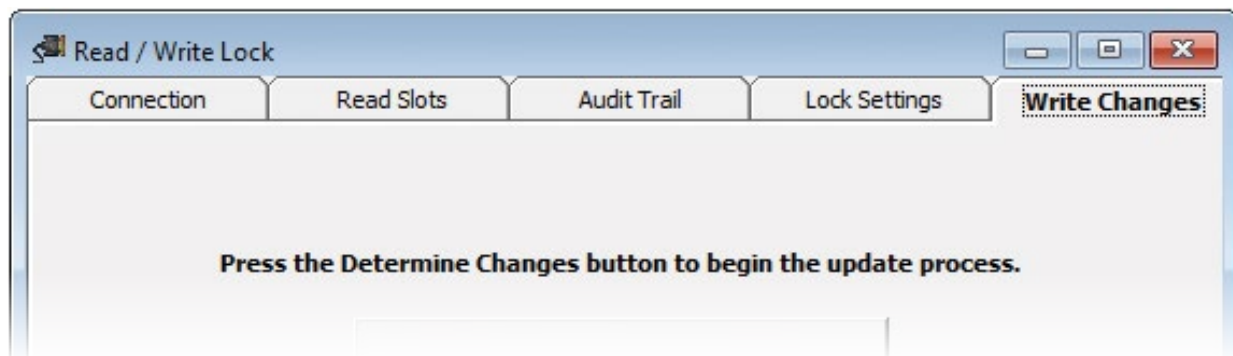 Read / Write Lock
Connection Read Slots Audit Trail Lock Settings Write Changes
Press the Determine Changes button to begin the update process.